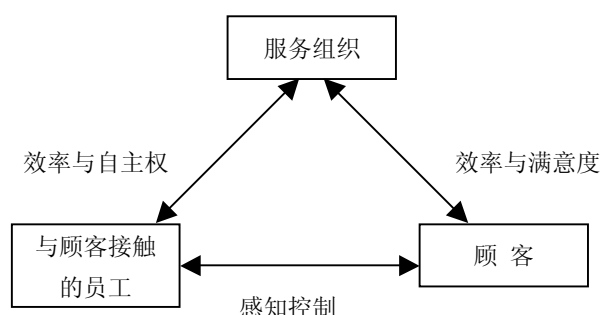 服务组织
效率与自主权
效率与满意度
与顾客接触
的员工
顾 客
感知控制